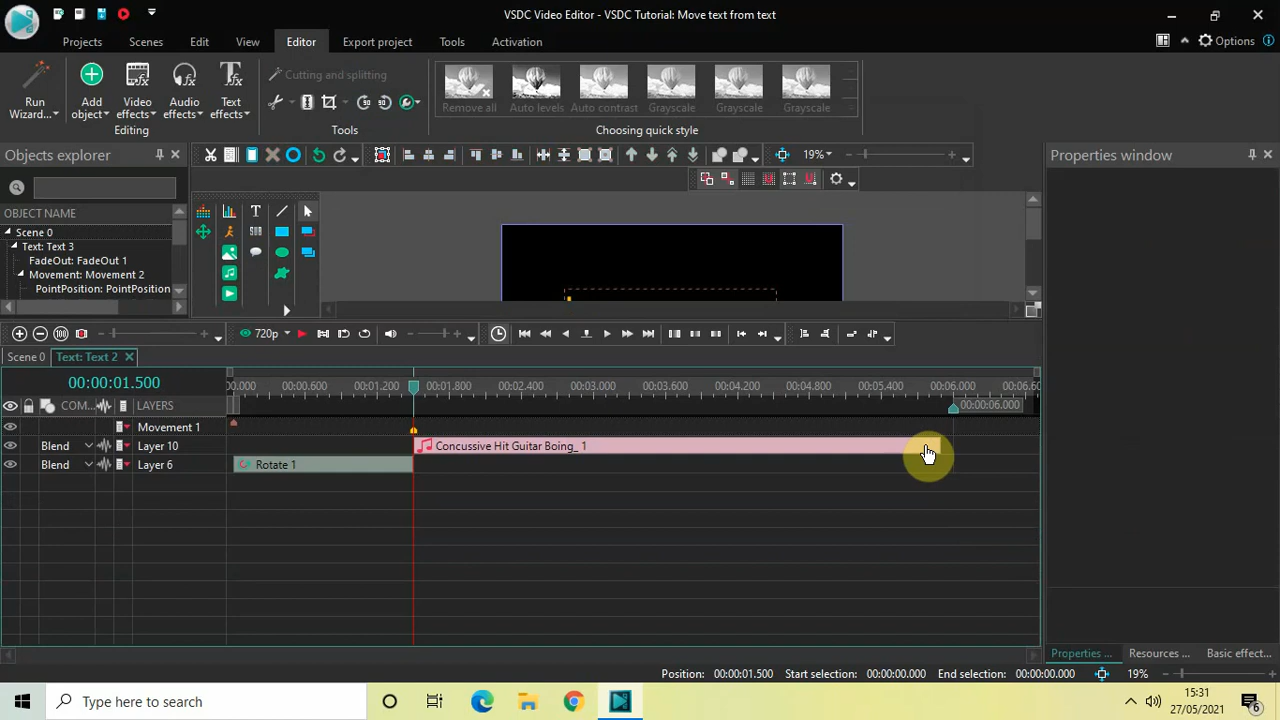 VSDC Video Editor - VSDC Tutorial: Move text from text
Projects Scenes Edit View Editor Export project Tools Activation Options
Run Wizard... Add object Video effects Audio effects Text effects
Editing
Cutting and splitting
Tools
Remove all Auto levels Auto contrast Grayscale Grayscale Grayscale
Choosing quick style
Objects explorer
19%
Properties window
OBJECT NAME
Scene 0
Text: Text 3
FadeOut: FadeOut 1
Movement: Movement 2
PointPosition: PointPosition
720p
Scene 0 Text: Text 2
00:00:01.500
0.000 00:00.600 00:01.200 00:01.800 00:02.400 00:03.000 00:03.600 00:04.200 00:04.800 00:05.400 00:06.000 00:06.6
COM... LAYERS
00:00:06.000
Movement 1
Blend Layer 10
Concussive Hit Guitar Boing_ 1
Blend Layer 6
Rotate 1
Properties ... Resources ... Basic effect...
Position: 00:00:01.500 Start selection: 00:00:00.000 End selection: 00:00:00.000 19%
Type here to search
15:31
27/05/2021
6